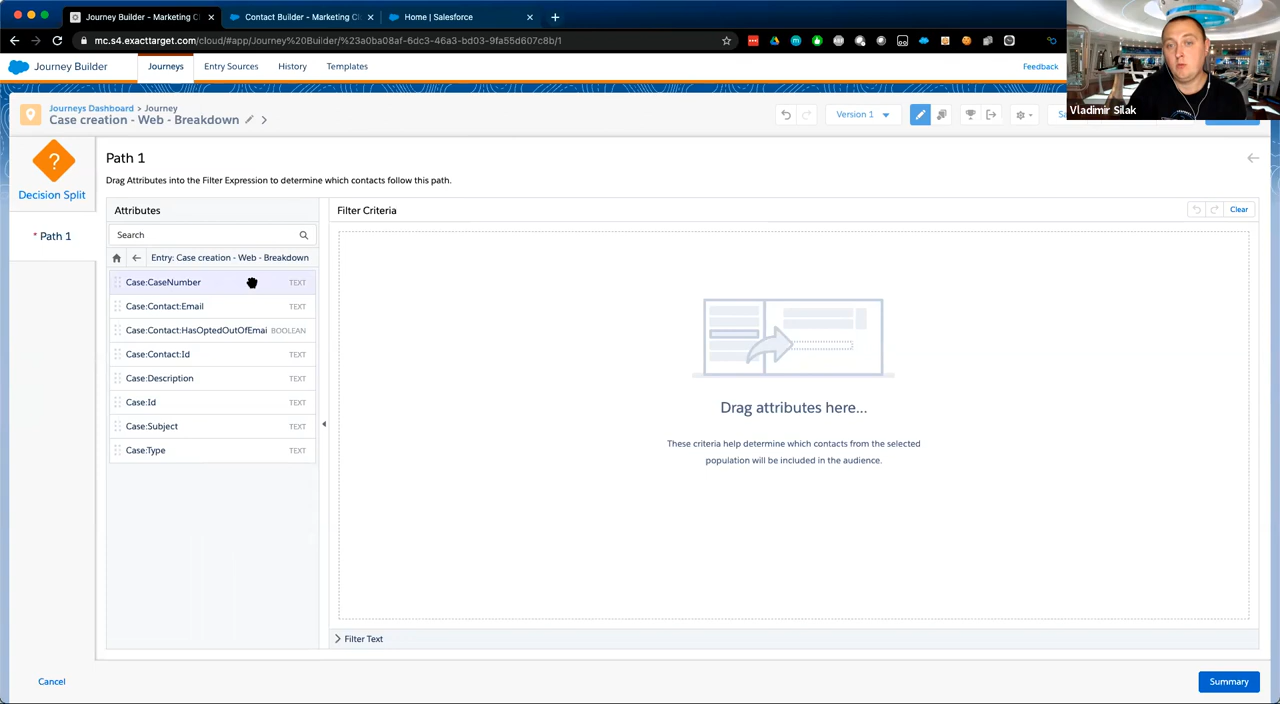 Journey Builder - Marketing Cl
Contact Builder - Marketing Cl
Home | Salesforce
mc.s4.exacttarget.com/cloud/#app/Journey%20Builder/%23a0ba08af-6dc3-46a3-bd03-9fa55d607c8b/1
Journey Builder
Journeys
Entry Sources
History
Templates
Feedback
Vladimir Silak
Journeys Dashboard > Journey
Case creation - Web - Breakdown
Version 1
Path 1
Drag Attributes into the Filter Expression to determine which contacts follow this path.
Decision Split
* Path 1
Attributes
Search
Entry: Case creation - Web - Breakdown
Case:CaseNumber TEXT
Case:Contact:Email TEXT
Case:Contact:HasOptedOutOfEmai BOOLEAN
Case:Contact:Id TEXT
Case:Description TEXT
Case:Id TEXT
Case:Subject TEXT
Case:Type TEXT
Filter Criteria
Clear
Drag attributes here...
These criteria help determine which contacts from the selected
population will be included in the audience.
Filter Text
Cancel
Summary